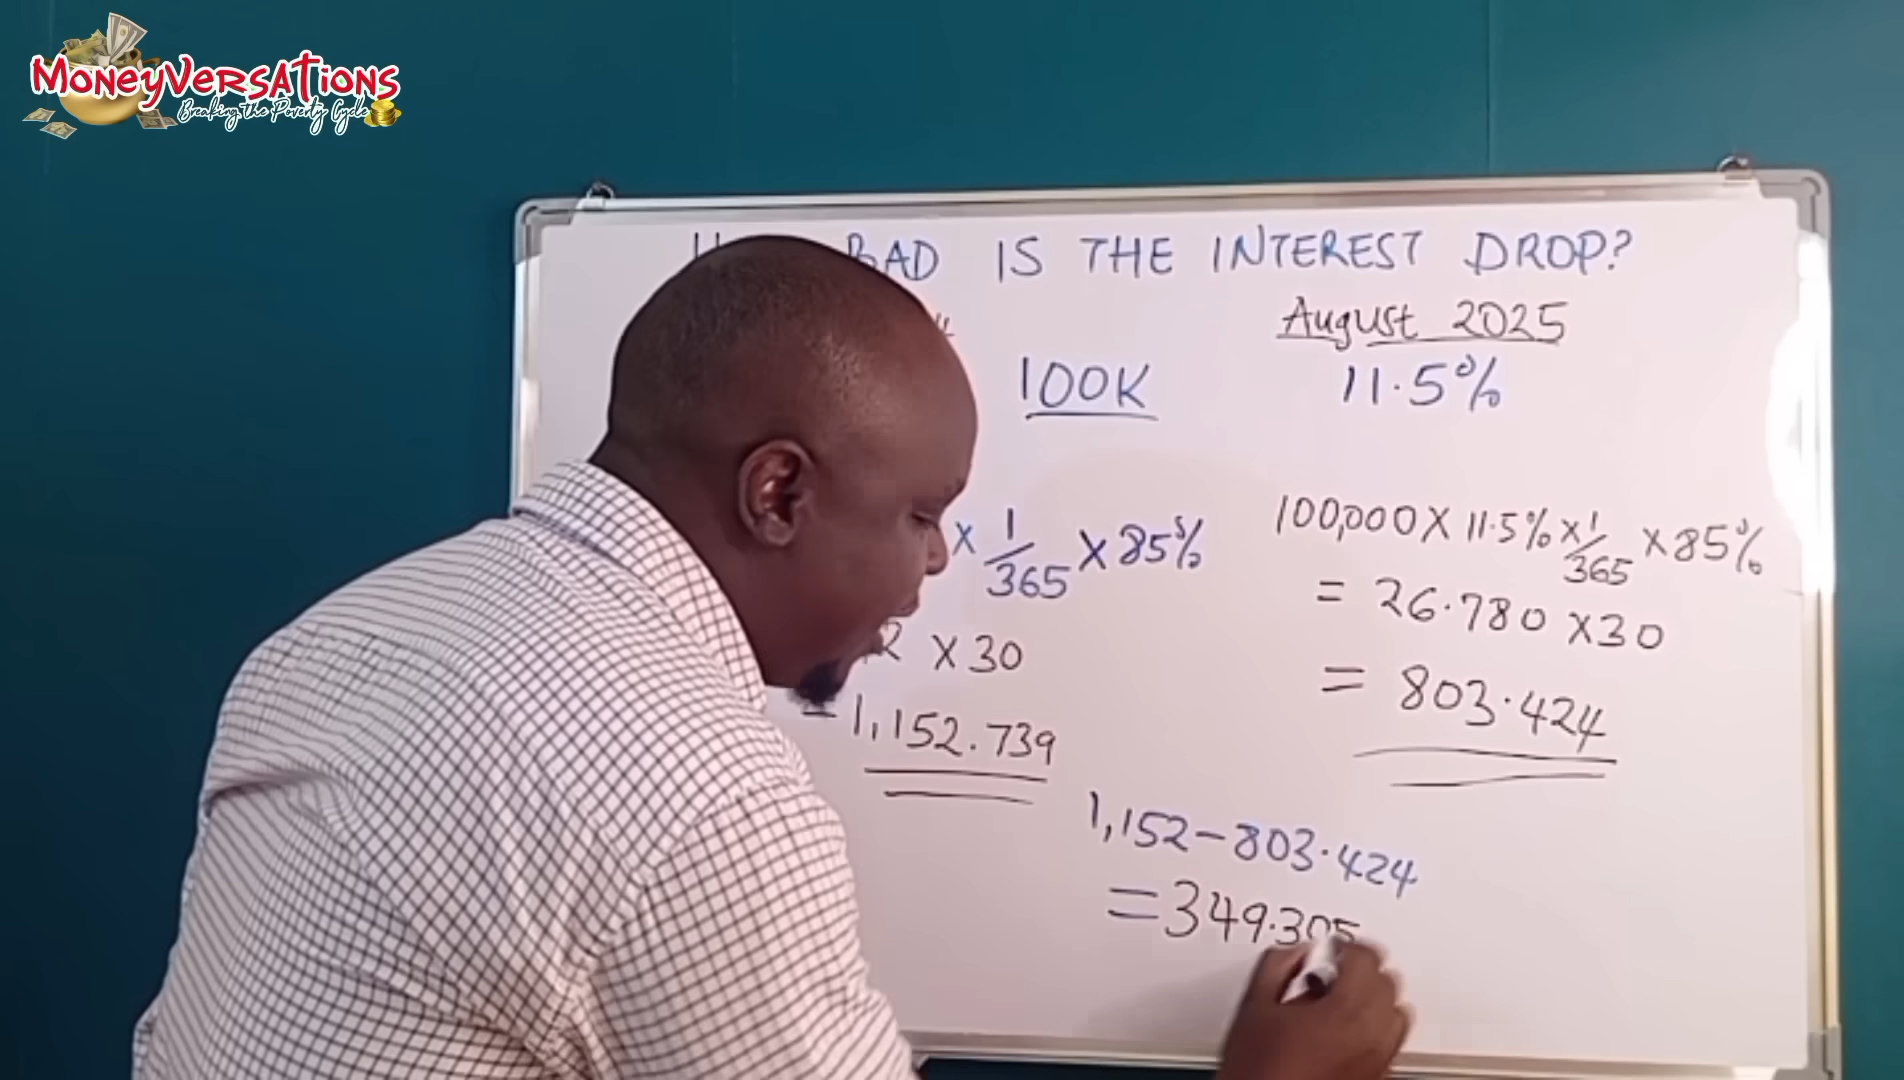 MoneyVersations
Breaking the Poverty Cycle
BAD IS THE INTEREST DROP?
August 2025
100K
11.5%
x 1/365 x 85%
100,000 x 11.5% x 1/365 x 85%
= 26.780 x 30
2 x 30
= 803.424
= 1,152.739
1,152 - 803.424
= 349.305